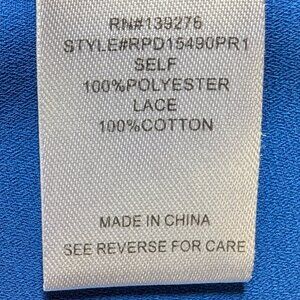 RN#139276
STYLE#RPD15490PR1
SELF
100%POLYESTER
LACE
100%COTTON
MADE IN CHINA
SEE REVERSE FOR CARE